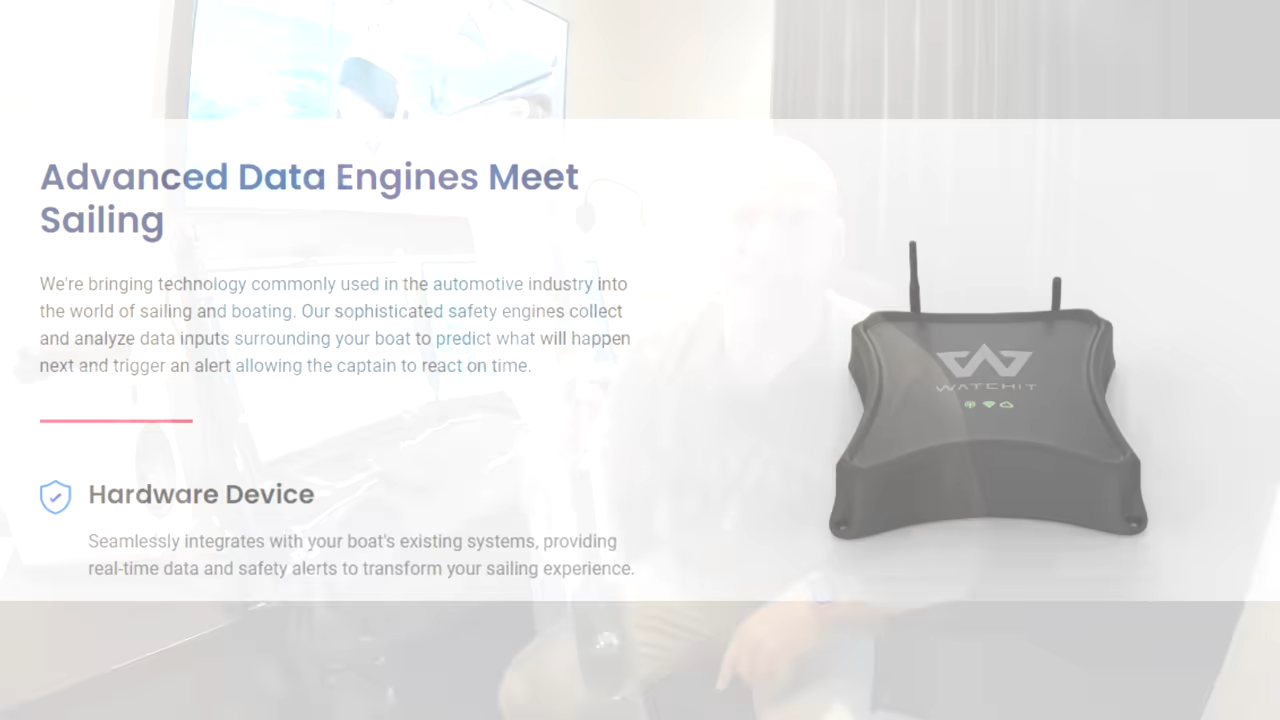 Advanced Data Engines Meet
Sailing
We're bringing technology commonly used in the automotive industry into
the world of sailing and boating. Our sophisticated safety engines collect
and analyze data inputs surrounding your boat to predict what will happen
next and trigger an alert allowing the captain to react on time.
WATCHIT
Hardware Device
Seamlessly integrates with your boat's existing systems, providing
real-time data and safety alerts to transform your sailing experience.